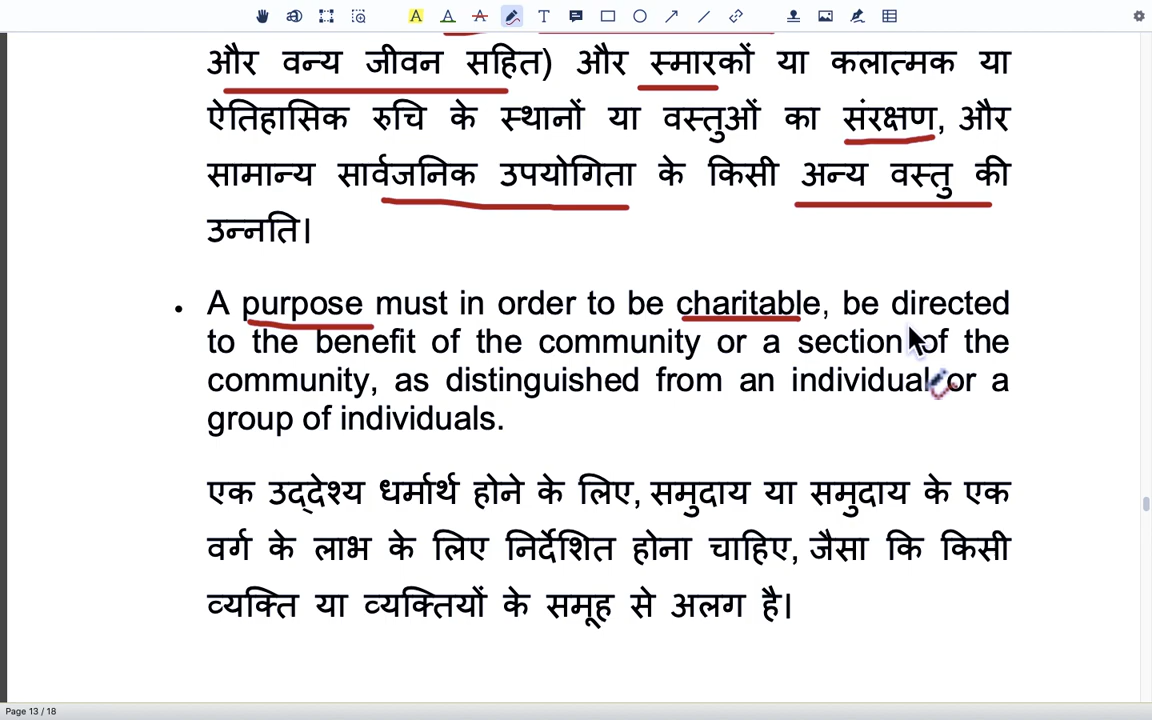 और वन्य जीवन सहित) और स्मारकों या कलात्मक या
ऐतिहासिक रुचि के स्थानों या वस्तुओं का संरक्षण, और
सामान्य सार्वजनिक उपयोगिता के किसी अन्य वस्तु की
उन्नति।
• A purpose must in order to be charitable, be directed
to the benefit of the community or a section of the
community, as distinguished from an individual or a
group of individuals.
एक उद्देश्य धर्मार्थ होने के लिए, समुदाय या समुदाय के एक
वर्ग के लाभ के लिए निर्देशित होना चाहिए, जैसा कि किसी
व्यक्ति या व्यक्तियों के समूह से अलग है।
Page 13 / 18